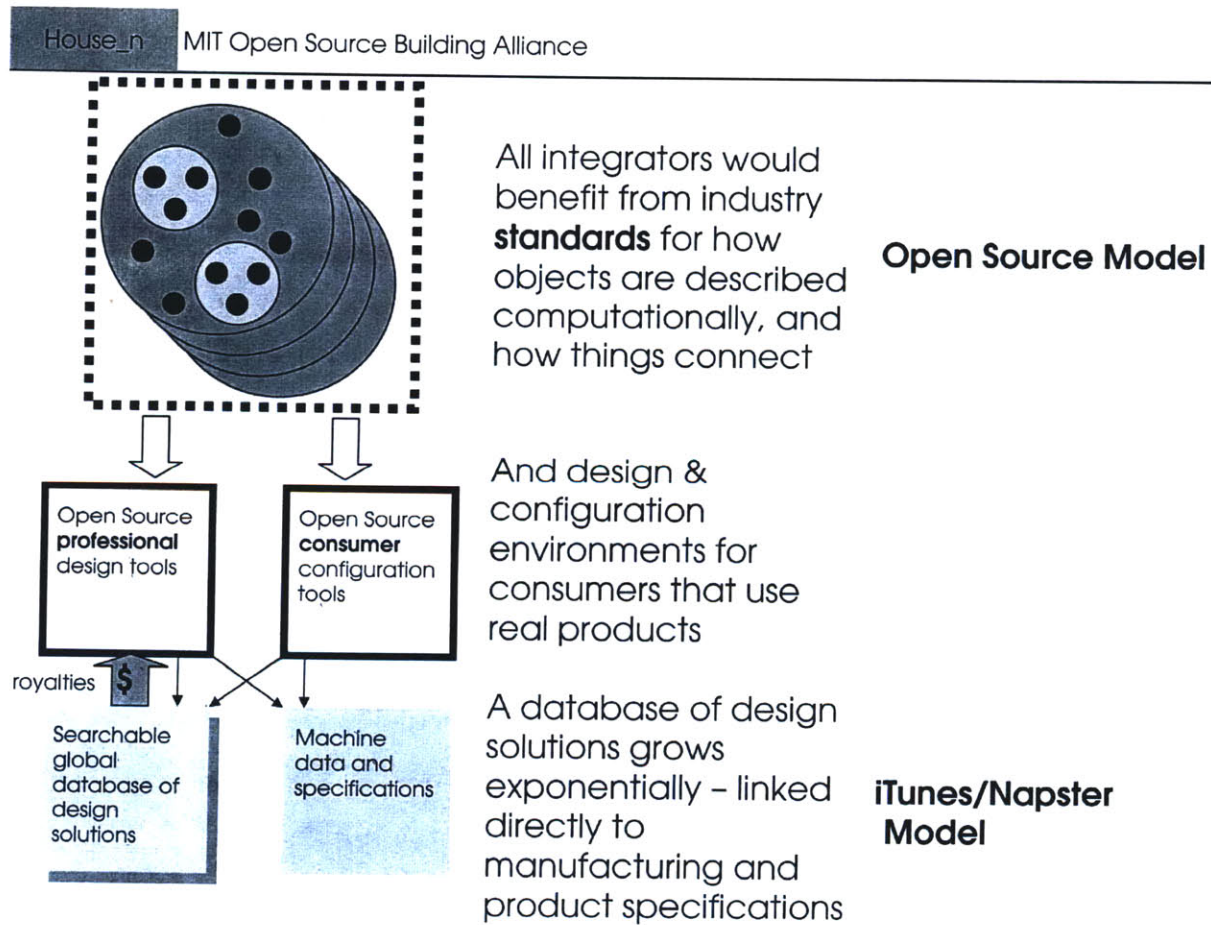 House_n MIT Open Source Building Alliance
All integrators would
benefit from industry
standards for how
objects are described
computationally, and
how things connect
Open Source Model
Open Source
professional
design tools
Open Source
consumer
configuration
tools
And design &
configuration
environments for
consumers that use
real products
royalties $
Searchable
global
database of
design
solutions
Machine
data and
specifications
A database of design
solutions grows
exponentially – linked
directly to
manufacturing and
product specifications
iTunes/Napster
Model